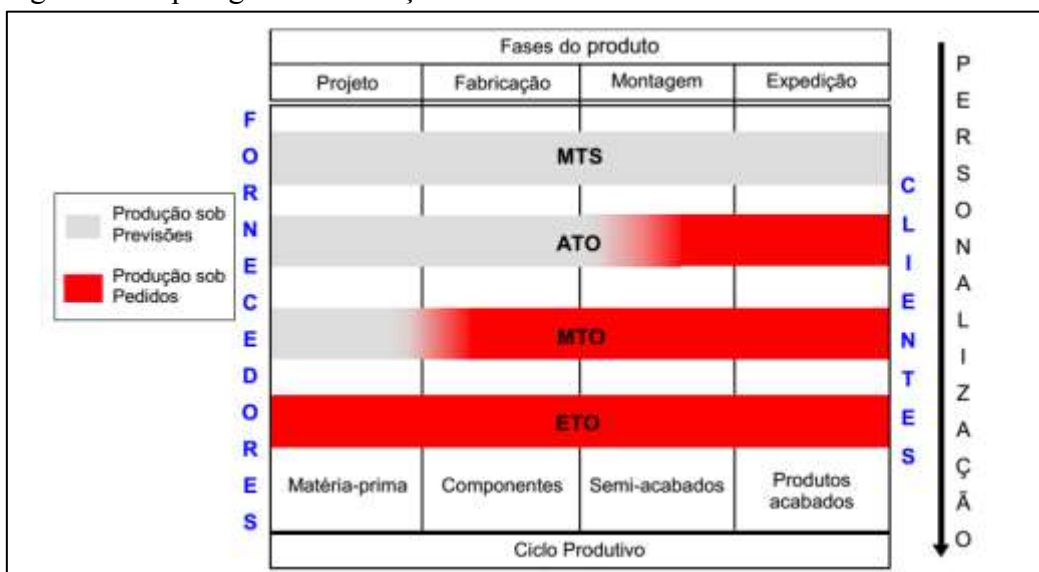 Fases do produto
Projeto
Fabricação
Montagem
Expedição
FORNECEDORES
Produção sob
Previsões
Produção sob
Pedidos
MTS
ATO
MTO
ETO
Matéria-prima
Componentes
Semi-acabados
Produtos
acabados
Ciclo Produtivo
CLIENTES
PERSONALIZAÇÃO